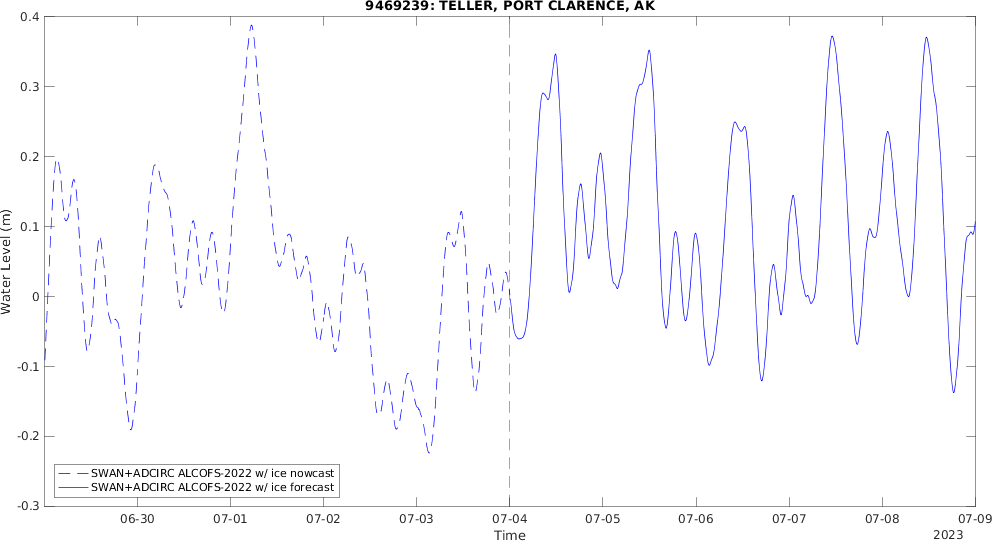 9469239: TELLER, PORT CLARENCE, AK
0.4
0.3
0.2
0.1
0
-0.1
-0.2
-0.3
Water Level (m)
SWAN+ADCIRC ALCOFS-2022 w/ ice nowcast
SWAN+ADCIRC ALCOFS-2022 w/ ice forecast
06-30 07-01 07-02 07-03 07-04 07-05 07-06 07-07 07-08 07-09
Time
2023